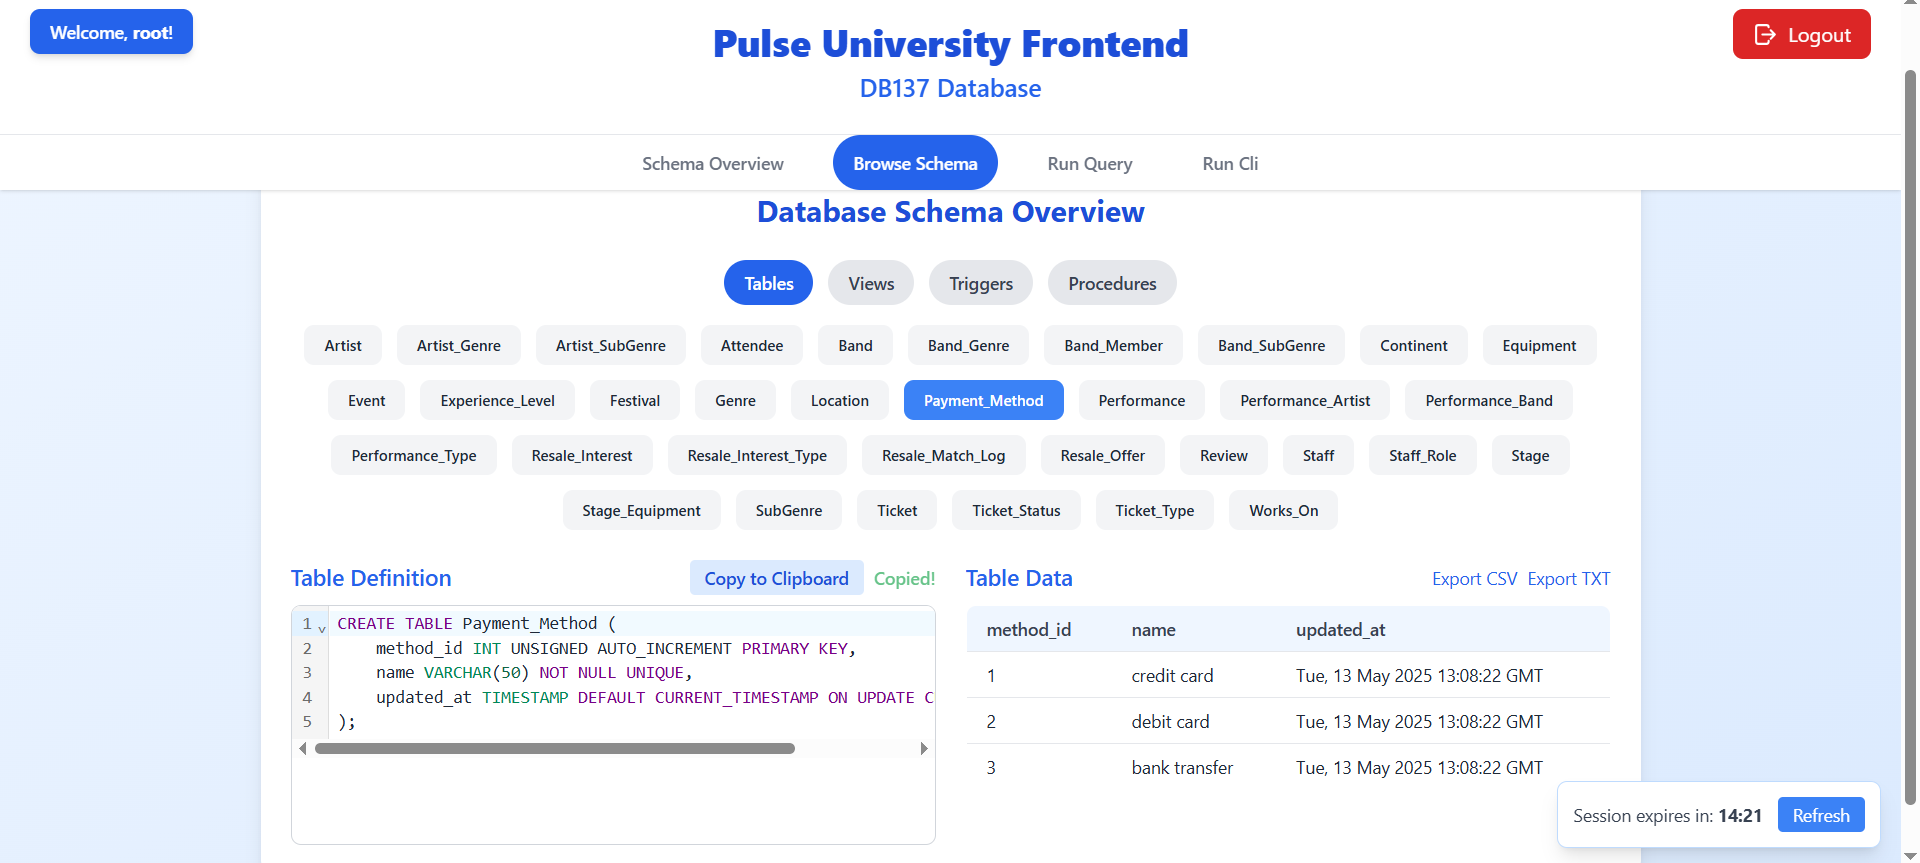 Welcome, root!
Pulse University Frontend
Logout
DB137 Database
Schema Overview Browse Schema Run Query Run Cli
Database Schema Overview
Tables Views Triggers Procedures
Artist Artist_Genre Artist_SubGenre Attendee Band Band_Genre Band_Member Band_SubGenre Continent Equipment
Event Experience_Level Festival Genre Location Payment_Method Performance Performance_Artist Performance_Band
Performance_Type Resale_Interest Resale_Interest_Type Resale_Match_Log Resale_Offer Review Staff Staff_Role Stage
Stage_Equipment SubGenre Ticket Ticket_Status Ticket_Type Works_On
Table Definition Copy to Clipboard Copied!
1 CREATE TABLE Payment_Method (
2 method_id INT UNSIGNED AUTO_INCREMENT PRIMARY KEY,
3 name VARCHAR(50) NOT NULL UNIQUE,
4 updated_at TIMESTAMP DEFAULT CURRENT_TIMESTAMP ON UPDATE C
5 );
Table Data Export CSV Export TXT
method_id name updated_at
1 credit card Tue, 13 May 2025 13:08:22 GMT
2 debit card Tue, 13 May 2025 13:08:22 GMT
3 bank transfer Tue, 13 May 2025 13:08:22 GMT
Session expires in: 14:21 Refresh